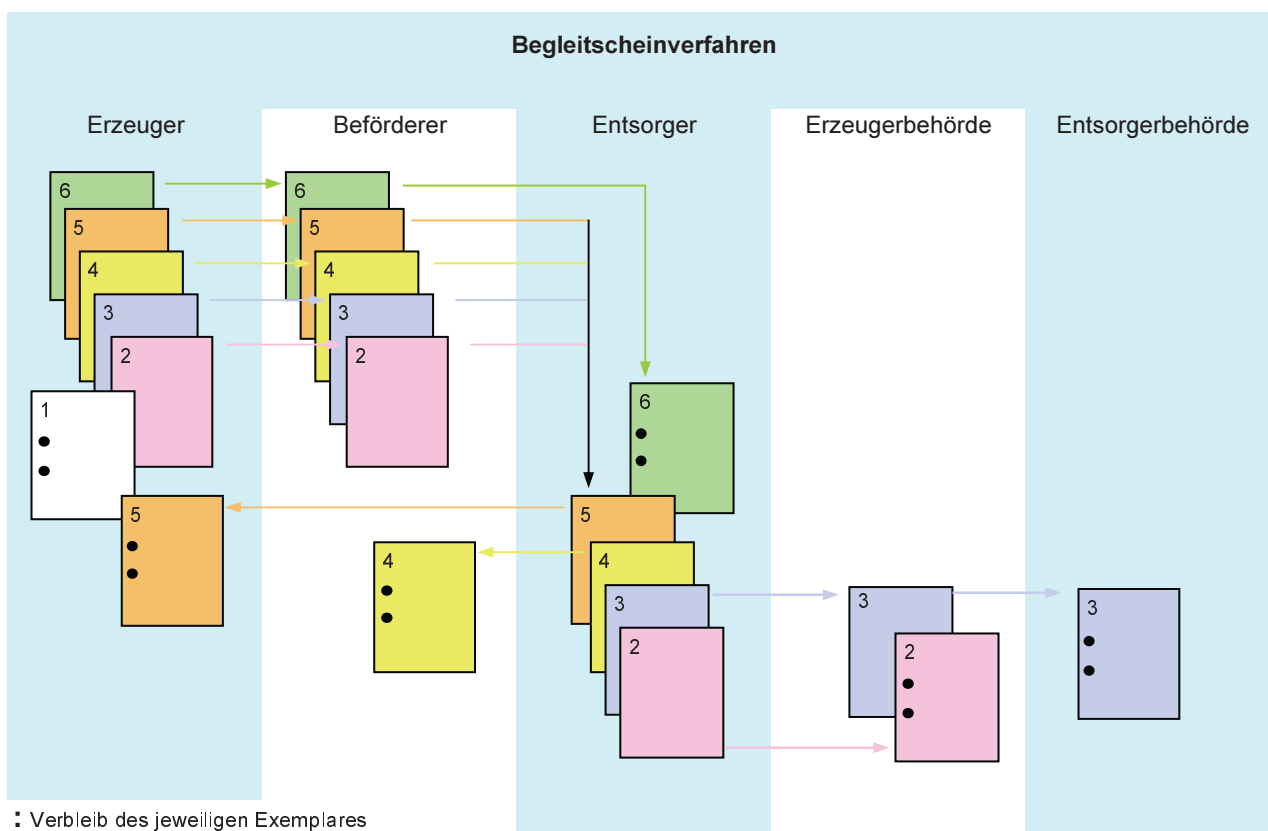 Begleitscheinverfahren
Erzeuger Beförderer Entsorger Erzeugerbehörde Entsorgerbehörde
6 6
5 5
4 4
3 3
2 2
1 6
5 5
4 4
3 3 3
2 2
: Verbleib des jeweiligen Exemplares